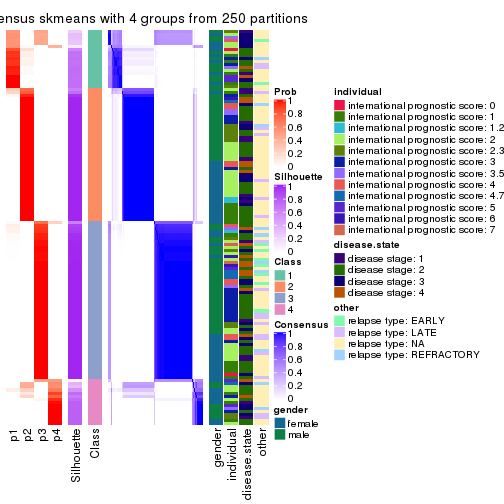 ensus skmeans with 4 groups from 250 partitions
Prob
1
0.8
0.6
0.4
0.2
0
Silhouette
1
0.8
0.6
0.4
0.2
0
Class
1
2
3
4
Consensus
1
0.8
0.6
0.4
0.2
0
gender
female
male
individual
international prognostic score: 0
international prognostic score: 1
international prognostic score: 1.2
international prognostic score: 2
international prognostic score: 2.3
international prognostic score: 3
international prognostic score: 3.5
international prognostic score: 4
international prognostic score: 4.7
international prognostic score: 5
international prognostic score: 6
international prognostic score: 7
disease.state
disease stage: 1
disease stage: 2
disease stage: 3
disease stage: 4
other
relapse type: EARLY
relapse type: LATE
relapse type: NA
relapse type: REFRACTORY
p1
p2
p3
p4
Silhouette
Class
gender
individual
disease.state
other